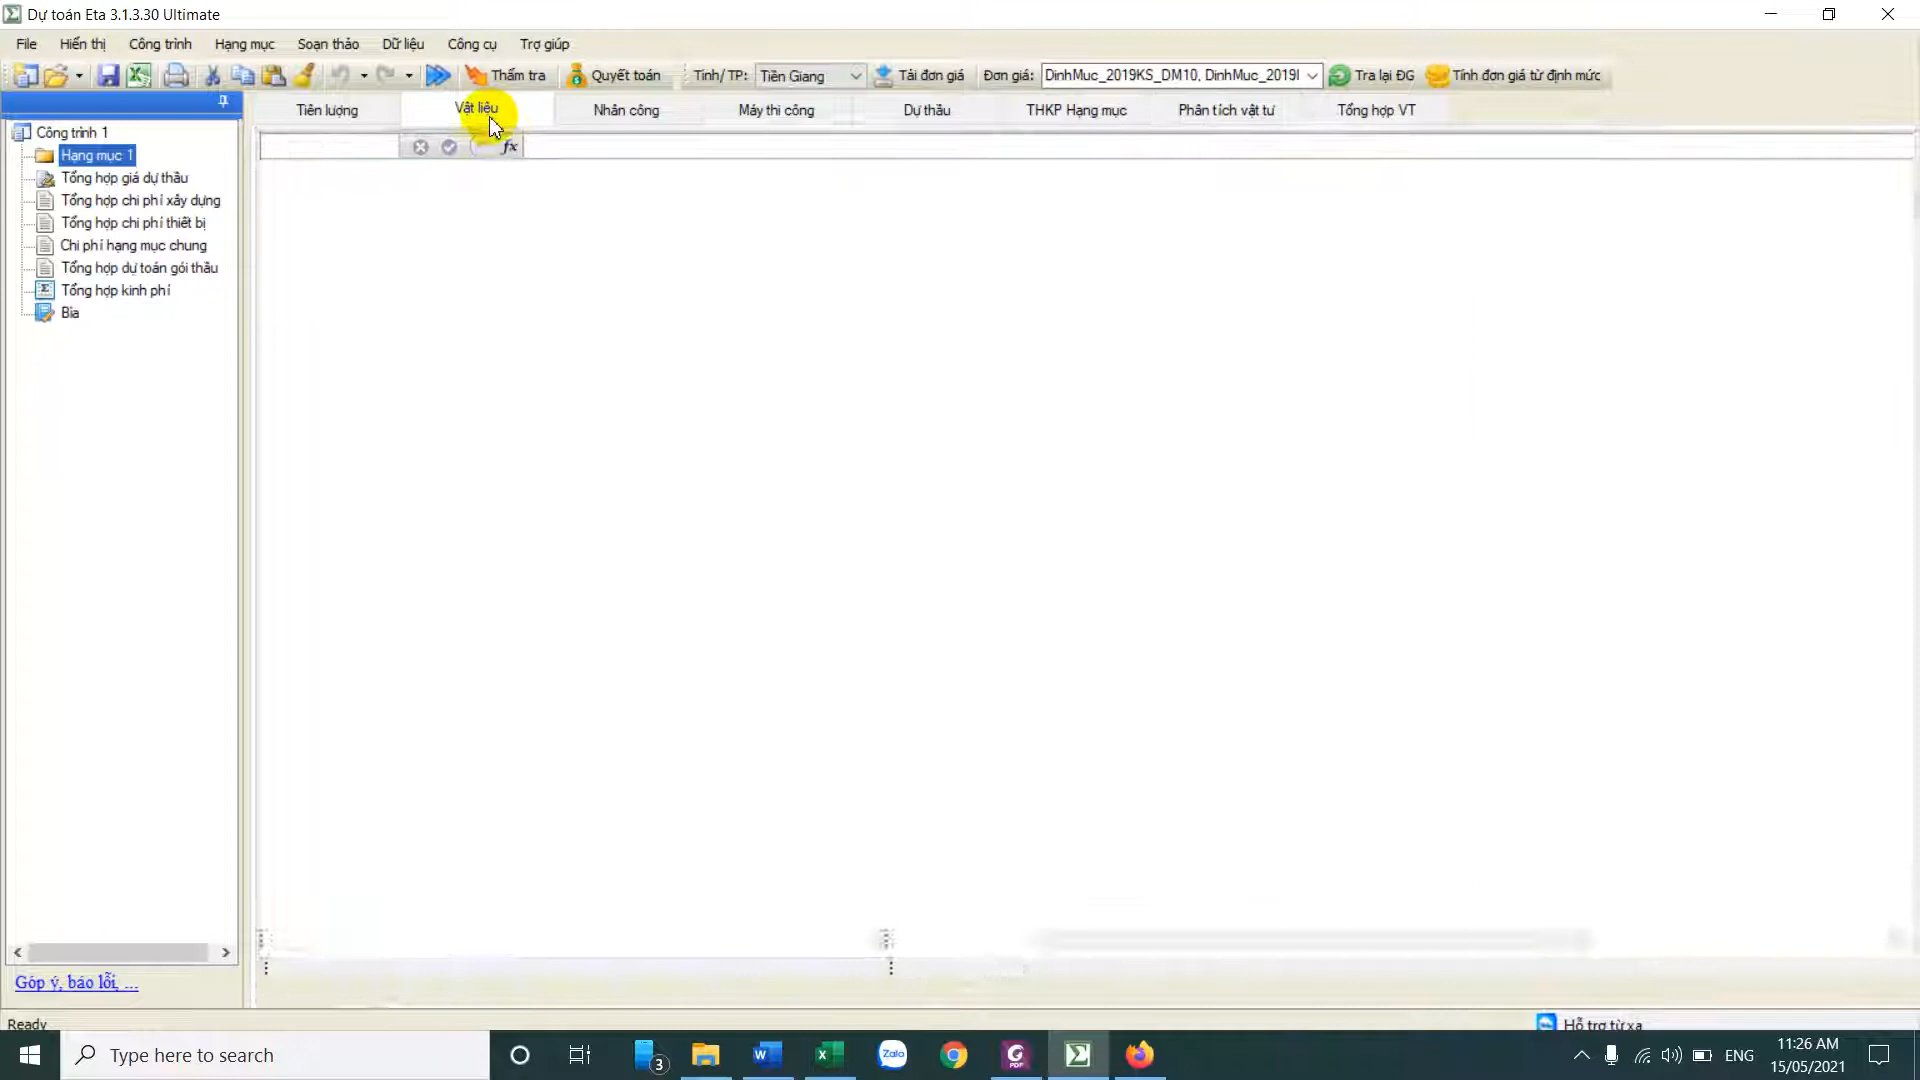 Dự toán Eta 3.1.3.30 Ultimate
File Hiển thị Công trình Hạng mục Soạn thảo Dữ liệu Công cụ Trợ giúp
Thẩm tra Quyết toán Tỉnh/ TP: Tiền Giang Tải đơn giá Đơn giá: DinhMuc_2019KS_DM10, DinhMuc_2019 Tra lại ĐG Tính đơn giá từ định mức
Tiên lượng Vật liệu Nhân công Máy thi công Dự thầu THKP Hạng mục Phân tích vật tư Tổng hợp VT
fx
Công trình 1
Hạng mục 1
Tổng hợp giá dự thầu
Tổng hợp chi phí xây dựng
Tổng hợp chi phí thiết bị
Chi phí hạng mục chung
Tổng hợp dự toán gói thầu
Tổng hợp kinh phí
Bìa
Góp ý, báo lỗi, ...
Ready
Hỗ trợ từ xa
Type here to search
3
Zalo
PDF
ENG
11:26 AM
15/05/2021